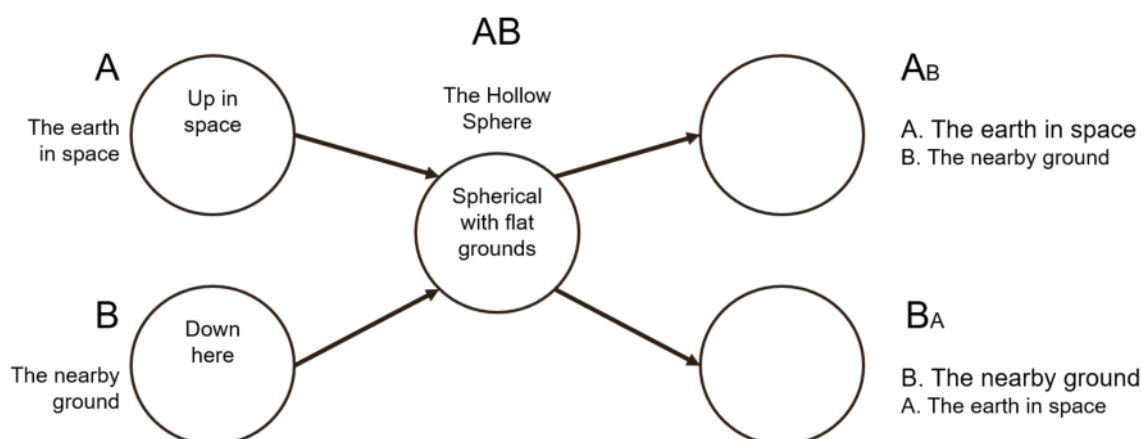 AB
A
Up in
space
The earth
in space
The Hollow
Sphere
Spherical
with flat
grounds
AB
A. The earth in space
B. The nearby ground
B
Down
here
The nearby
ground
BA
B. The nearby ground
A. The earth in space